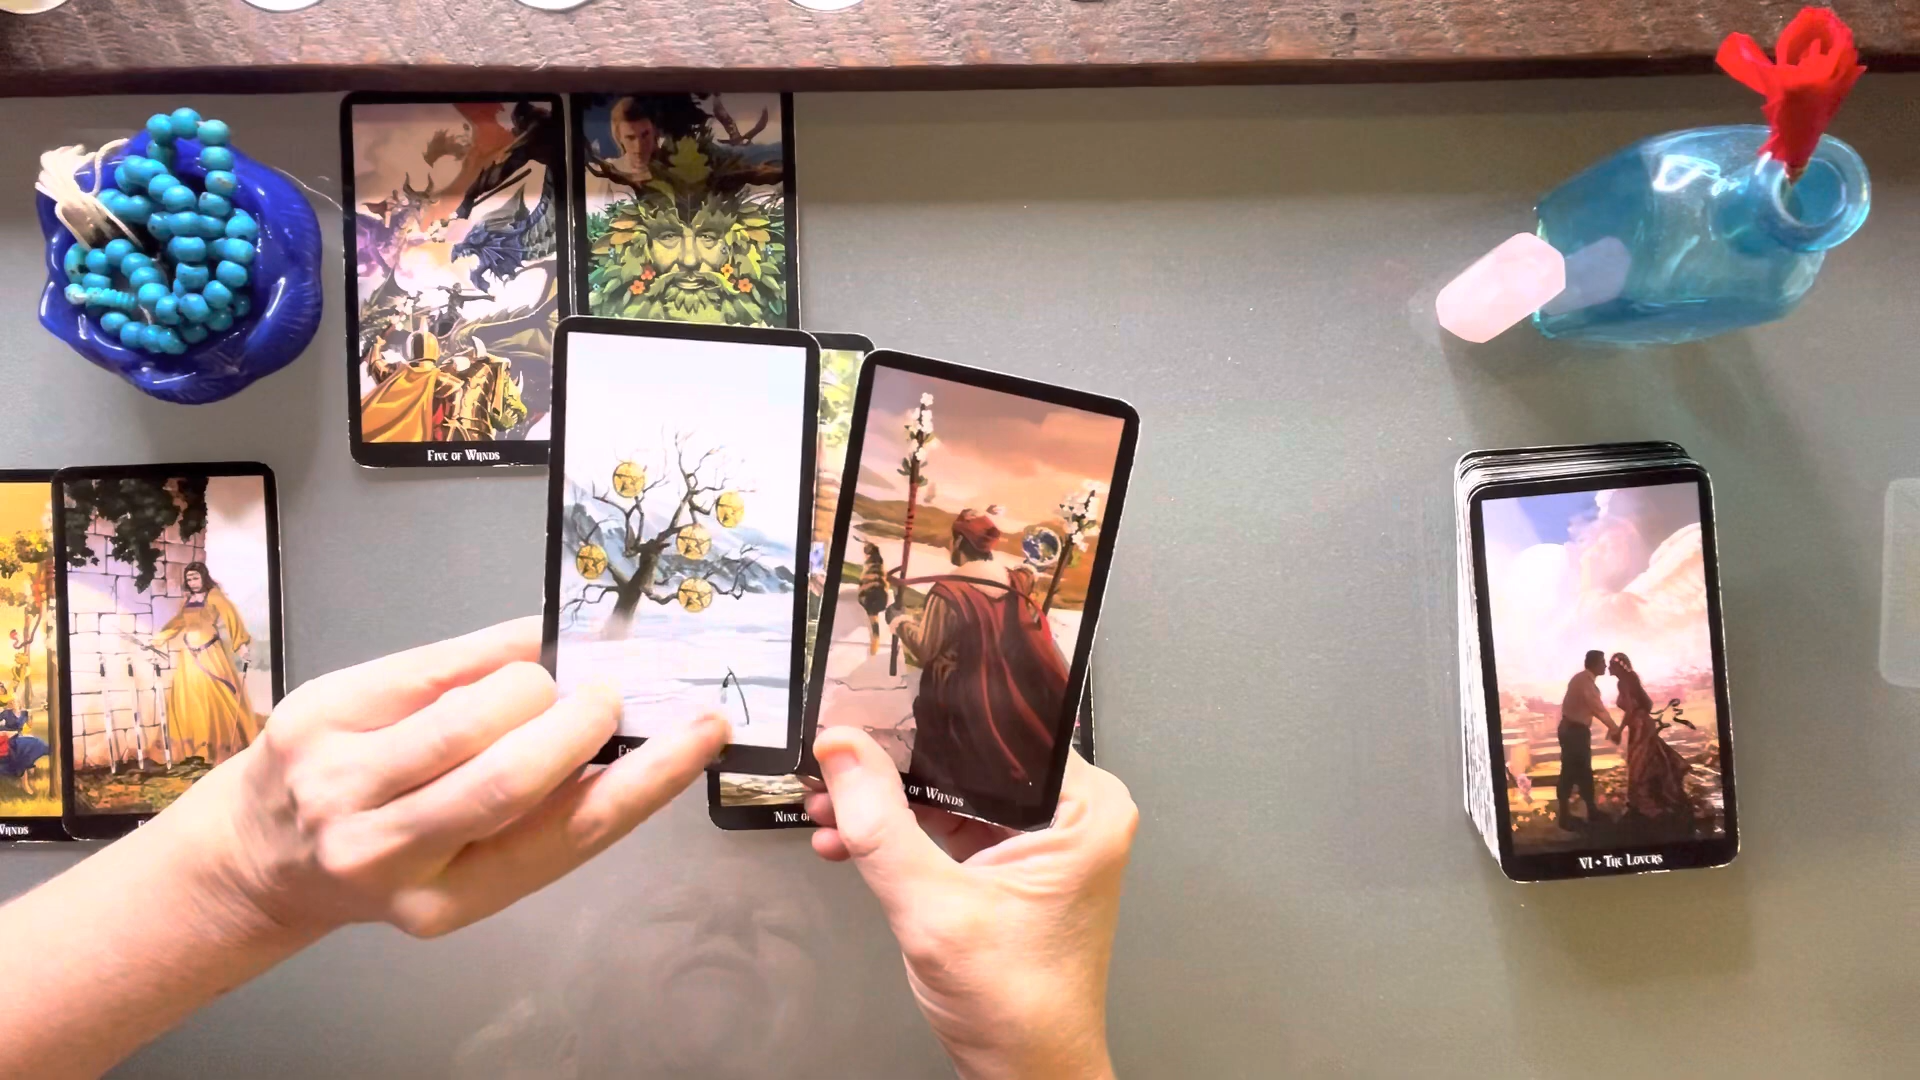 Five of Wands
of Wands
Nine of
Wands
VI • The Lovers